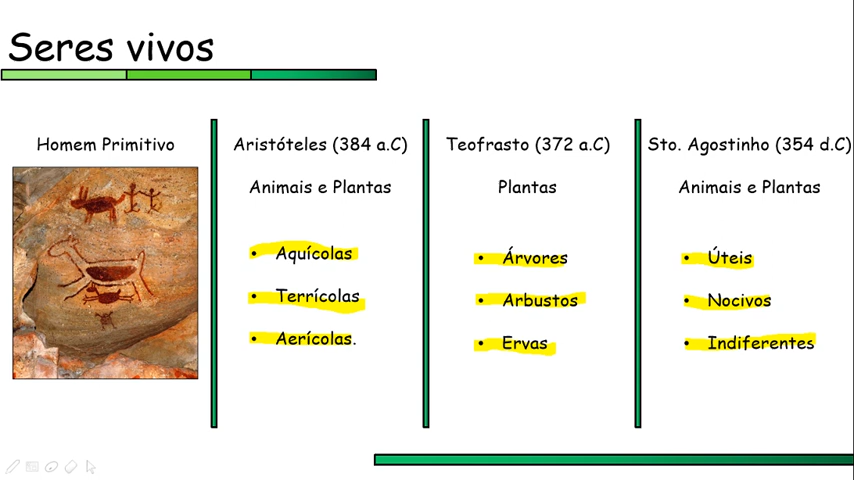 Seres vivos
Homem Primitivo
Aristóteles (384 a.C)
Animais e Plantas
• Aquícolas
• Terrícolas
• Aerícolas.
Teofrasto (372 a.C)
Plantas
• Árvores
• Arbustos
• Ervas
Sto. Agostinho (354 d.C)
Animais e Plantas
• Úteis
• Nocivos
• Indiferentes